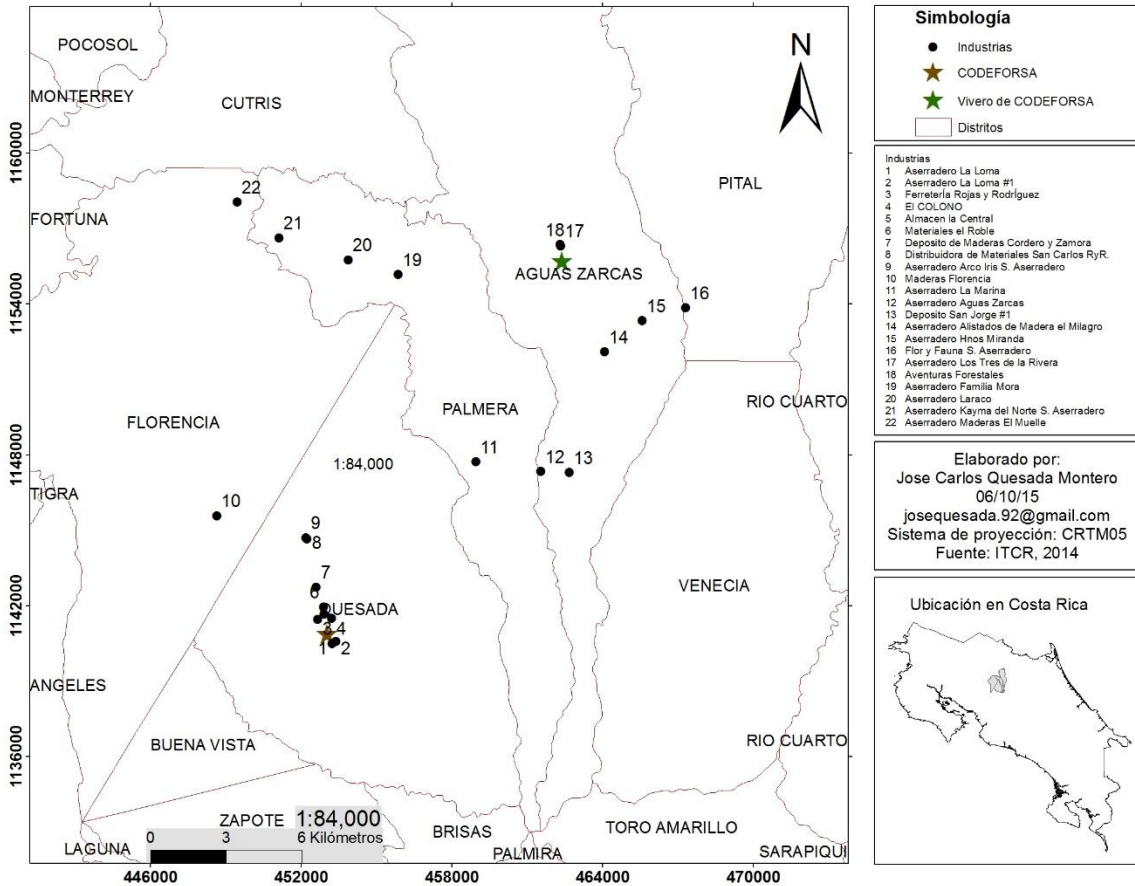 POCOSOL
MONTERREY
CUTRIS
N
PITAL
FORTUNA
22
21
20
19
18 17
AGUAS ZARCAS
16
15
14
RIO CUARTO
PALMERA
FLORENCIA
11
12
13
1:84,000
TIGRA
10
9
8
7
6
QUESADA
VENECIA
3 4
1 2
ANGELES
BUENA VISTA
RIO CUARTO
ZAPOTE 1:84,000
0 3 6 Kilómetros
BRISAS
TORO AMARILLO
LAGUNA
PALMIRA
SARAPIQUI
1160000
1154000
1148000
1142000
1136000
446000 452000 458000 464000 470000
Simbología
Industrias
CODEFORSA
Vivero de CODEFORSA
Distritos
Industrias
1 Aserradero La Loma
2 Aserradero La Loma #1
3 Ferretería Rojas y Rodríguez
4 El COLONO
5 Almacen la Central
6 Materiales el Roble
7 Deposito de Maderas Cordero y Zamora
8 Distribuidora de Materiales San Carlos RyR.
9 Aserradero Arco Iris S. Aserradero
10 Maderas Florencia
11 Aserradero La Marina
12 Aserradero Aguas Zarcas
13 Deposito San Jorge #1
14 Aserradero Alistados de Madera el Milagro
15 Aserradero Hnos Miranda
16 Flor y Fauna S. Aserradero
17 Aserradero Los Tres de la Rivera
18 Aventuras Forestales
19 Aserradero Familia Mora
20 Aserradero Laraco
21 Aserradero Kayma del Norte S. Aserradero
22 Aserradero Maderas El Muelle
Elaborado por:
Jose Carlos Quesada Montero
06/10/15
josequesada.92@gmail.com
Sistema de proyección: CRTM05
Fuente: ITCR, 2014
Ubicación en Costa Rica